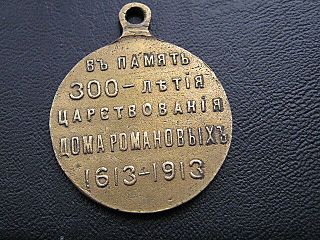 ВЪ ПАМЯТЬ
300-ЛѢТІЯ
ЦАРСТВОВАНІЯ
ДОМА РОМАНОВЫХЪ
1613-1913